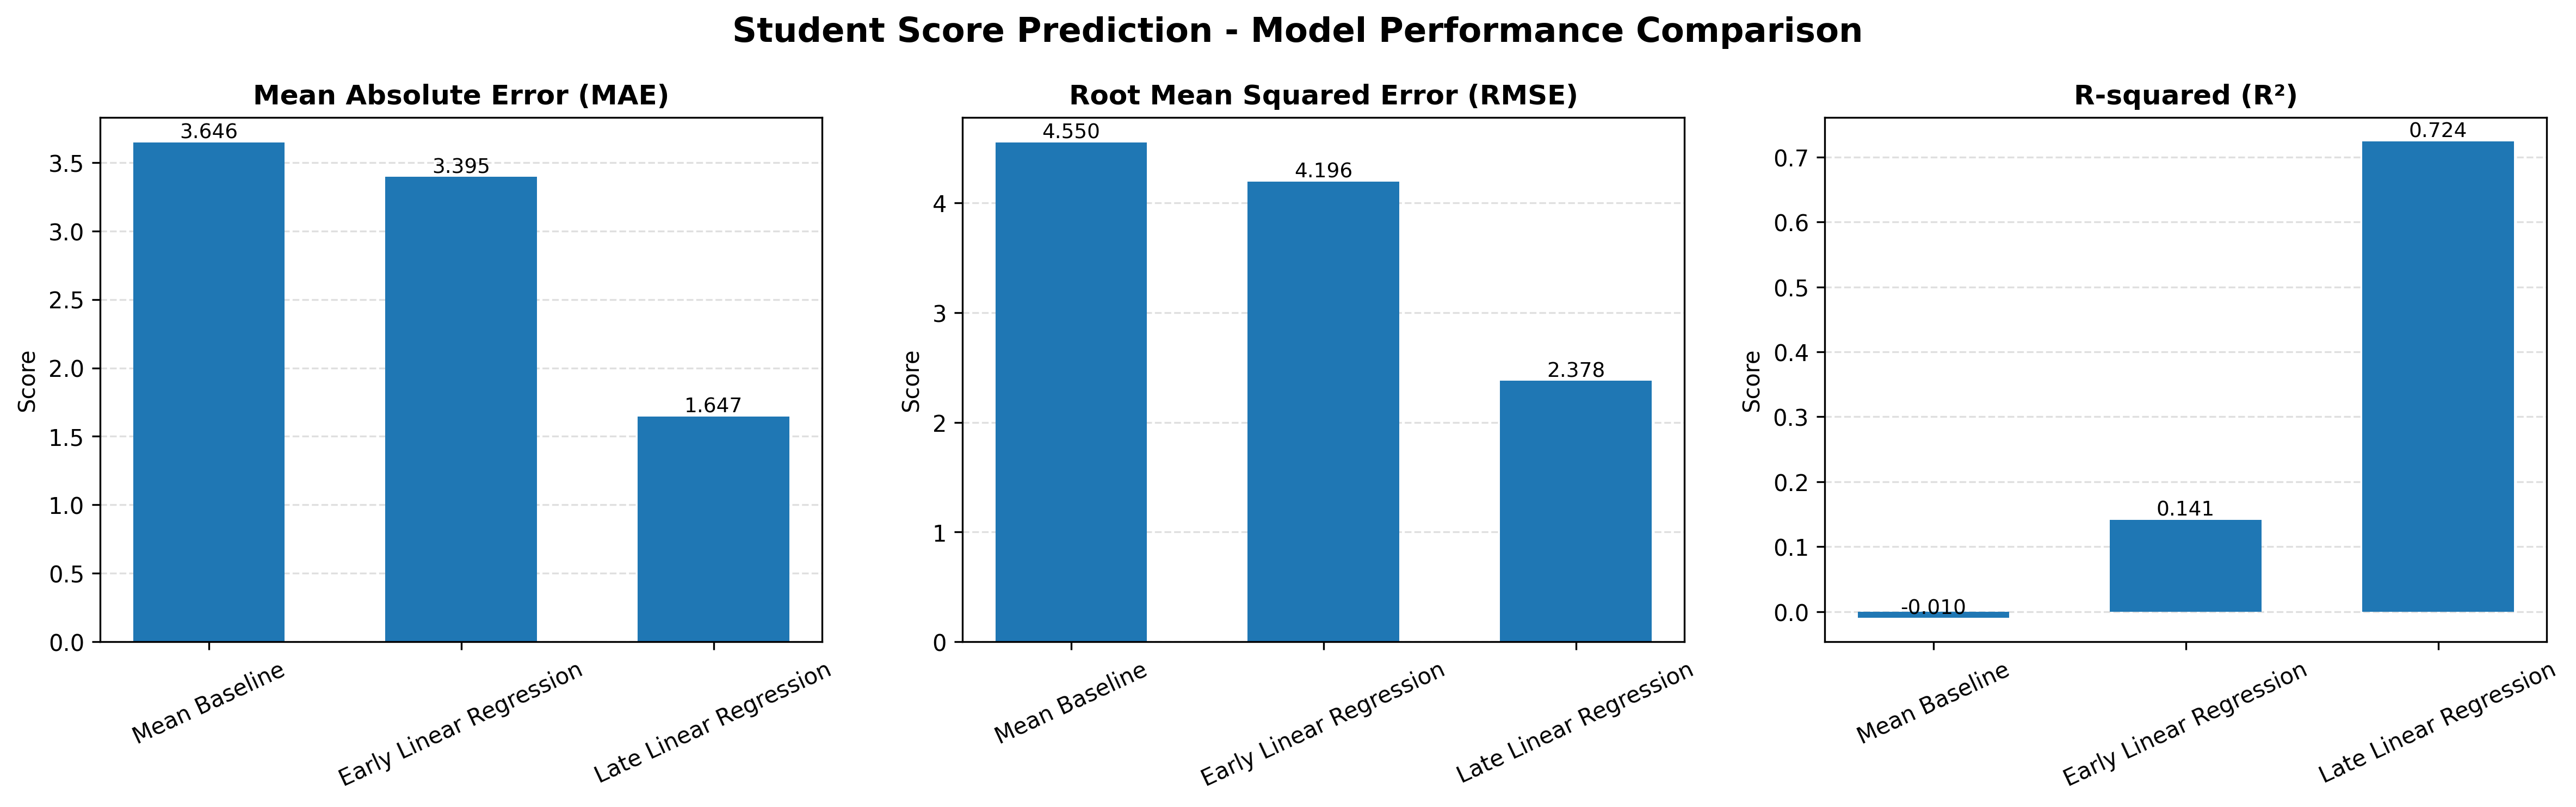 Student Score Prediction - Model Performance Comparison
Mean Absolute Error (MAE)
Score
3.5
3.0
2.5
2.0
1.5
1.0
0.5
0.0
3.646
3.395
1.647
Mean Baseline
Early Linear Regression
Late Linear Regression
Root Mean Squared Error (RMSE)
Score
4
3
2
1
0
4.550
4.196
2.378
Mean Baseline
Early Linear Regression
Late Linear Regression
R-squared (R²)
Score
0.7
0.6
0.5
0.4
0.3
0.2
0.1
0.0
-0.010
0.141
0.724
Mean Baseline
Early Linear Regression
Late Linear Regression